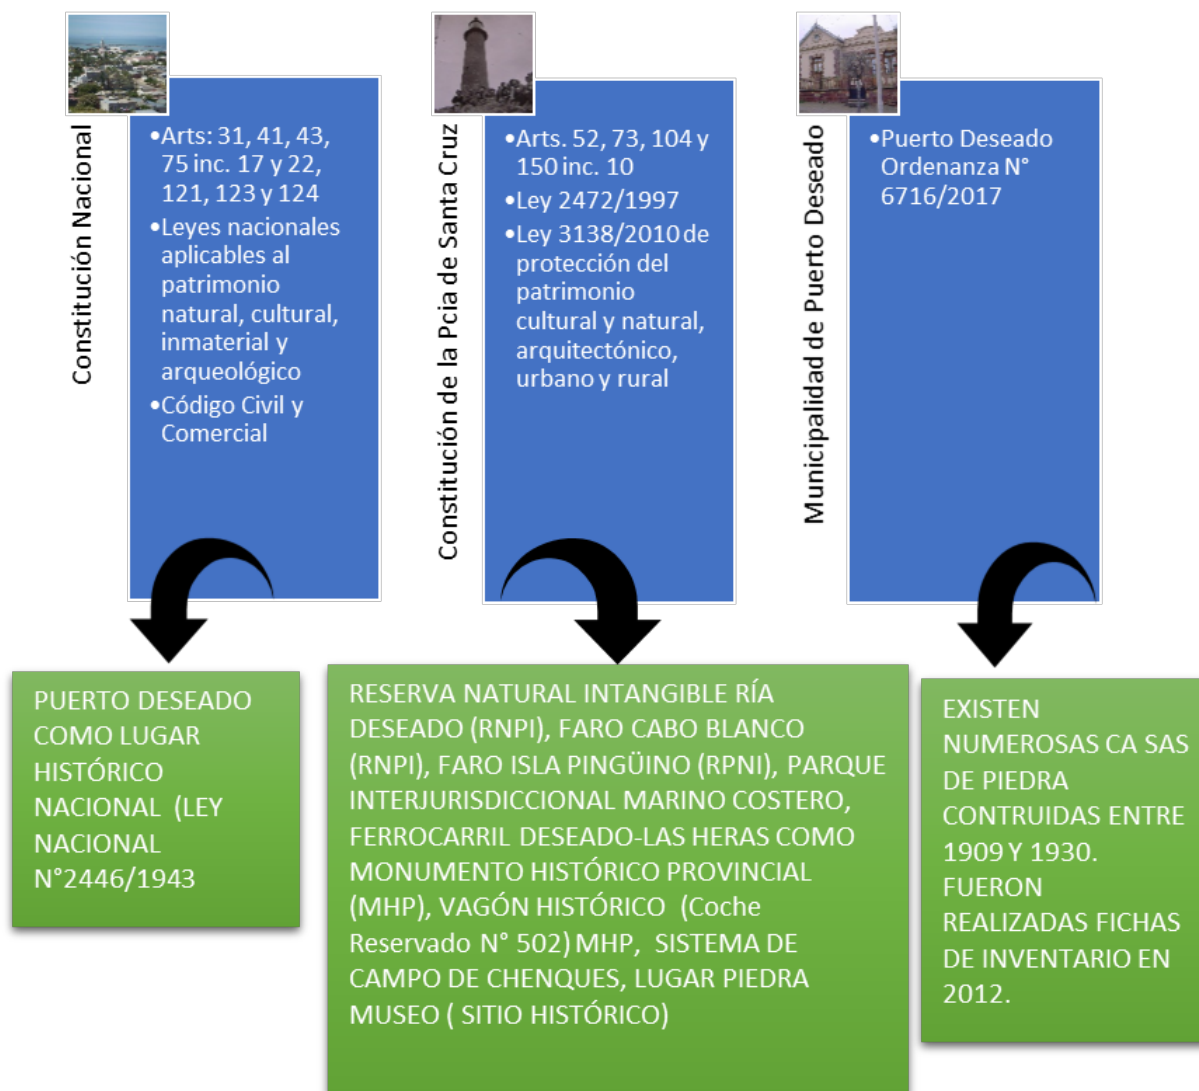 Constitución Nacional
•Arts: 31, 41, 43,
75 inc. 17 y 22,
121, 123 y 124
•Leyes nacionales
aplicables al
patrimonio
natural, cultural,
inmaterial y
arqueológico
•Código Civil y
Comercial
Constitución de la Pcia de Santa Cruz
•Arts. 52, 73, 104 y
150 inc. 10
•Ley 2472/1997
•Ley 3138/2010 de
protección del
patrimonio
cultural y natural,
arquitectónico,
urbano y rural
Municipalidad de Puerto Deseado
•Puerto Deseado
Ordenanza N°
6716/2017
PUERTO DESEADO
COMO LUGAR
HISTÓRICO
NACIONAL (LEY
NACIONAL
N°2446/1943
RESERVA NATURAL INTANGIBLE RÍA
DESEADO (RNPI), FARO CABO BLANCO
(RNPI), FARO ISLA PINGÜINO (RPNI), PARQUE
INTERJURISDICCIONAL MARINO COSTERO,
FERROCARRIL DESEADO-LAS HERAS COMO
MONUMENTO HISTÓRICO PROVINCIAL
(MHP), VAGÓN HISTÓRICO (Coche
Reservado N° 502) MHP, SISTEMA DE
CAMPO DE CHENQUES, LUGAR PIEDRA
MUSEO ( SITIO HISTÓRICO)
EXISTEN
NUMEROSAS CA SAS
DE PIEDRA
CONTRUIDAS ENTRE
1909 Y 1930.
FUERON
REALIZADAS FICHAS
DE INVENTARIO EN
2012.